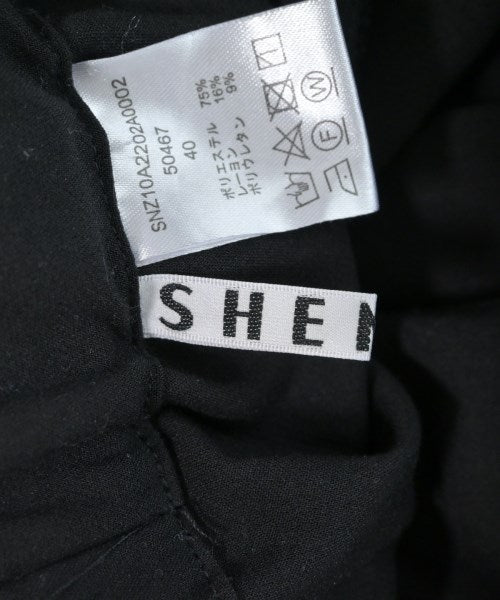 SNZ10A2202A0002
50467
40
ポリエステル 75%
レーヨン 16%
ポリウレタン 9%
F W
SHEN